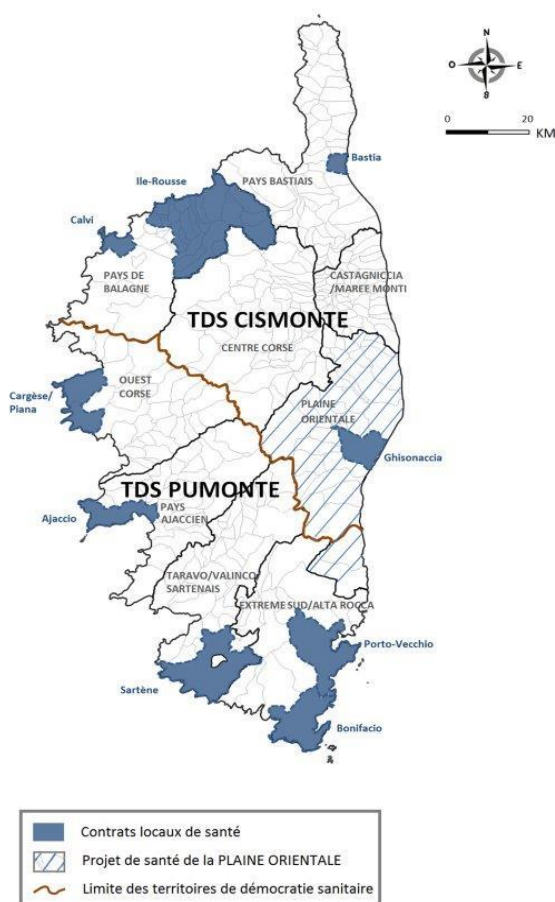 N
O
E
S
0 20
KM
Bastia
Ile-Rousse
PAYS BASTIAIS
Calvi
PAYS DE
BALAGNE
CASTAGNICCIA
/MAREE MONTI
TDS CISMONTE
CENTRE CORSE
OUEST
CORSE
Cargèse/
Piana
PLAINE
ORIENTALE
Ghisonaccia
TDS PUMONTE
Ajaccio
PAYS
AJACCIEN
TARAVO/VALINCO/
SARTENAIS
EXTREME SUD/ALTA ROCCA
Porto-Vecchio
Sartène
Bonifacio
Contrats locaux de santé
Projet de santé de la PLAINE ORIENTALE
Limite des territoires de démocratie sanitaire